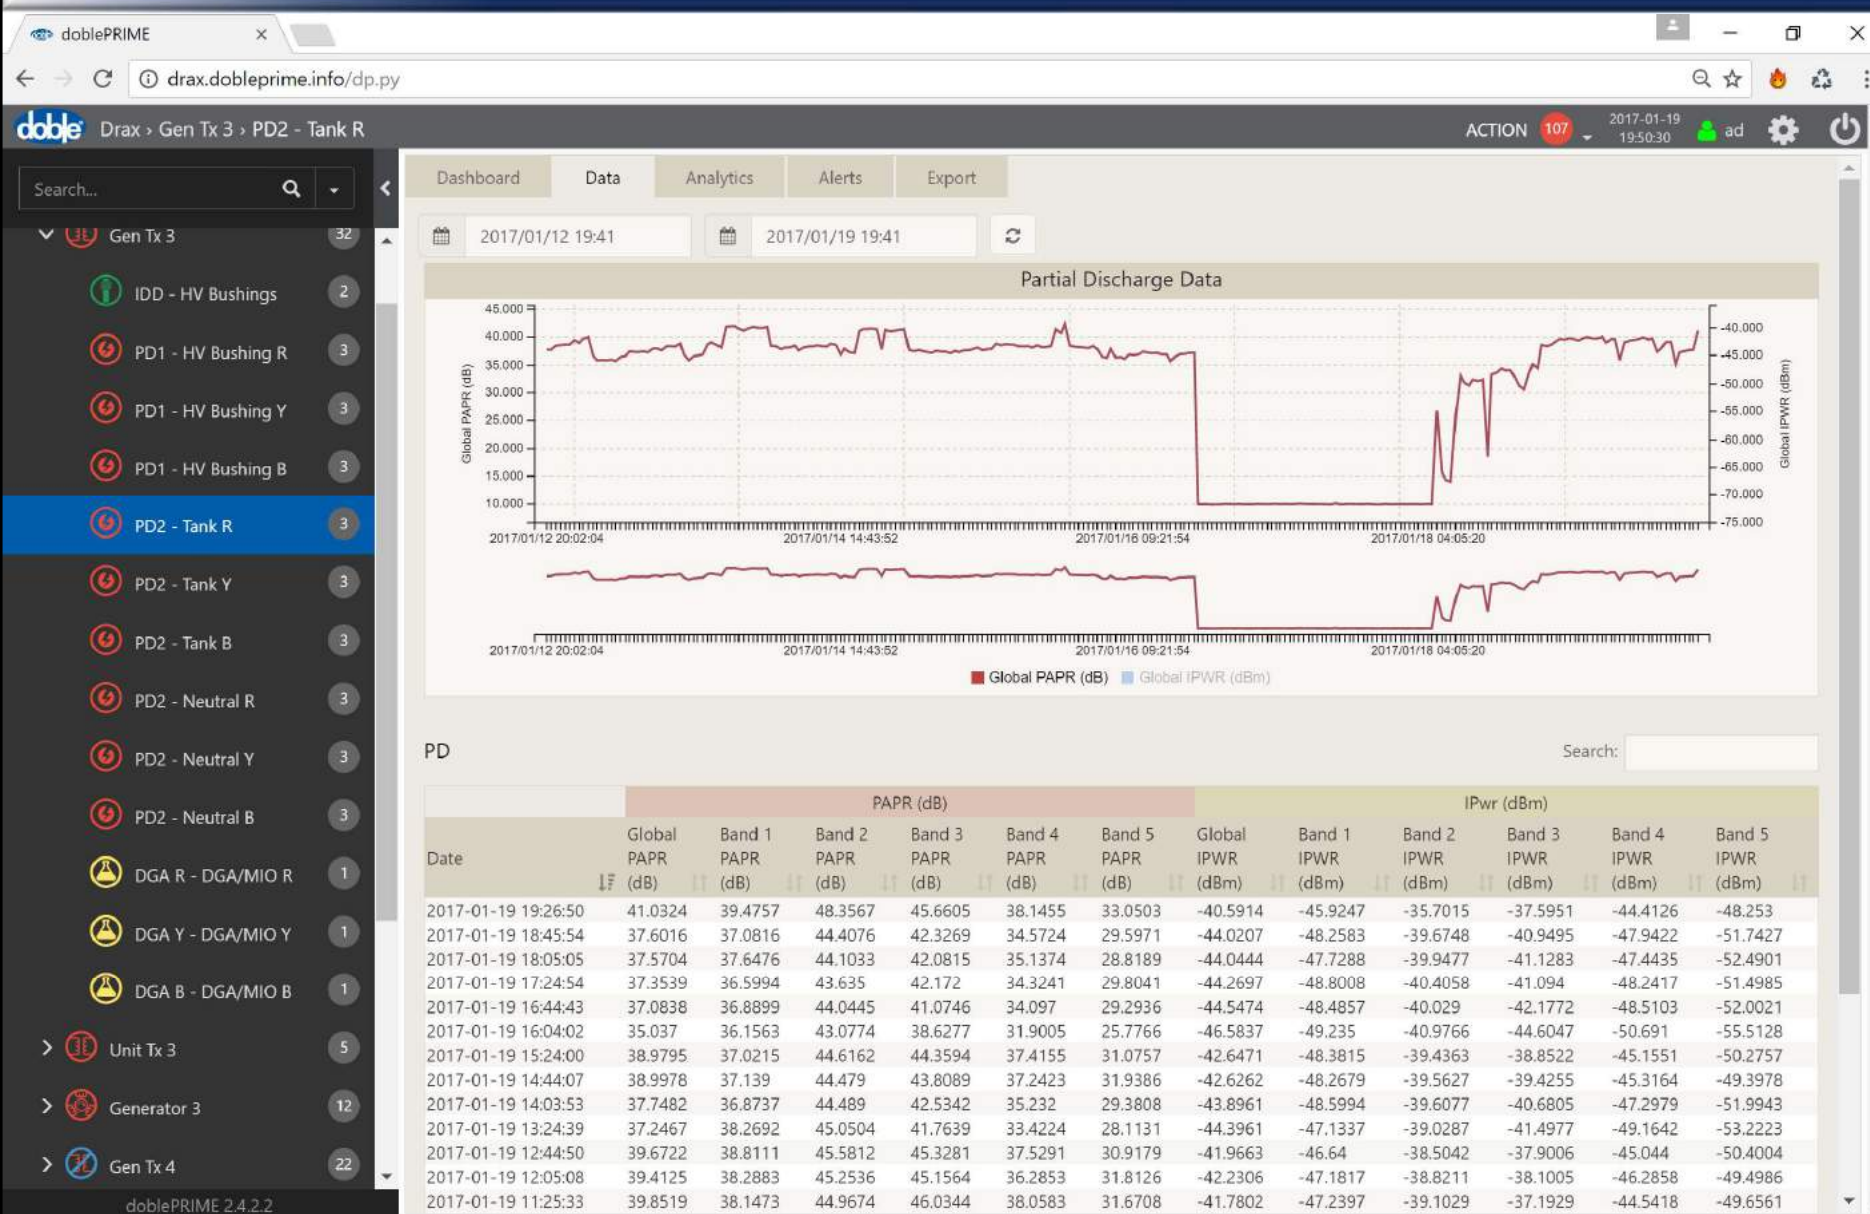 doblePRIME
drax.dobleprime.info/dp.py
doble Drax › Gen Tx 3 › PD2 - Tank R
ACTION 107 2017-01-19 19:50:30 ad
Search...
Gen Tx 3 32
IDD - HV Bushings 2
PD1 - HV Bushing R 3
PD1 - HV Bushing Y 3
PD1 - HV Bushing B 3
PD2 - Tank R 3
PD2 - Tank Y 3
PD2 - Tank B 3
PD2 - Neutral R 3
PD2 - Neutral Y 3
PD2 - Neutral B 3
DGA R - DGA/MIO R 1
DGA Y - DGA/MIO Y 1
DGA B - DGA/MIO B 1
Unit Tx 3 5
Generator 3 12
Gen Tx 4 22
doblePRIME 2.4.2.2
Dashboard Data Analytics Alerts Export
2017/01/12 19:41 2017/01/19 19:41
Partial Discharge Data
Global PAPR (dB)
45.000
40.000
35.000
30.000
25.000
20.000
15.000
10.000
-40.000
-45.000
-50.000
-55.000
-60.000
-65.000
-70.000
-75.000
Global IPWR (dBm)
2017/01/12 20:02:04 2017/01/14 14:43:52 2017/01/16 09:21:54 2017/01/18 04:05:20
2017/01/12 20:02:04 2017/01/14 14:43:52 2017/01/16 09:21:54 2017/01/18 04:05:20
Global PAPR (dB) Global IPWR (dBm)
PD
Search:
PAPR (dB) IPwr (dBm)
Date Global PAPR (dB) Band 1 PAPR (dB) Band 2 PAPR (dB) Band 3 PAPR (dB) Band 4 PAPR (dB) Band 5 PAPR (dB) Global IPWR (dBm) Band 1 IPWR (dBm) Band 2 IPWR (dBm) Band 3 IPWR (dBm) Band 4 IPWR (dBm) Band 5 IPWR (dBm)
2017-01-19 19:26:50 41.0324 39.4757 48.3567 45.6605 38.1455 33.0503 -40.5914 -45.9247 -35.7015 -37.5951 -44.4126 -48.253
2017-01-19 18:45:54 37.6016 37.0816 44.4076 42.3269 34.5724 29.5971 -44.0207 -48.2583 -39.6748 -40.9495 -47.9422 -51.7427
2017-01-19 18:05:05 37.5704 37.6476 44.1033 42.0815 35.1374 28.8189 -44.0444 -47.7288 -39.9477 -41.1283 -47.4435 -52.4901
2017-01-19 17:24:54 37.3539 36.5994 43.635 42.172 34.3241 29.8041 -44.2697 -48.8008 -40.4058 -41.094 -48.2417 -51.4985
2017-01-19 16:44:43 37.0838 36.8899 44.0445 41.0746 34.097 29.2936 -44.5474 -48.4857 -40.029 -42.1772 -48.5103 -52.0021
2017-01-19 16:04:02 35.037 36.1563 43.0774 38.6277 31.9005 25.7766 -46.5837 -49.235 -40.9766 -44.6047 -50.691 -55.5128
2017-01-19 15:24:00 38.9795 37.0215 44.6162 44.3594 37.4155 31.0757 -42.6471 -48.3815 -39.4363 -38.8522 -45.1551 -50.2757
2017-01-19 14:44:07 38.9978 37.139 44.479 43.8089 37.2423 31.9386 -42.6262 -48.2679 -39.5627 -39.4255 -45.3164 -49.3978
2017-01-19 14:03:53 37.7482 36.8737 44.489 42.5342 35.232 29.3808 -43.8961 -48.5994 -39.6077 -40.6805 -47.2979 -51.9943
2017-01-19 13:24:39 37.2467 38.2692 45.0504 41.7639 33.4224 28.1131 -44.3961 -47.1337 -39.0287 -41.4977 -49.1642 -53.2223
2017-01-19 12:44:50 39.6722 38.8111 45.5812 45.3281 37.5291 30.9179 -41.9663 -46.64 -38.5042 -37.9006 -45.044 -50.4004
2017-01-19 12:05:08 39.4125 38.2883 45.2536 45.1564 36.2853 31.8126 -42.2306 -47.1817 -38.8211 -38.1005 -46.2858 -49.4986
2017-01-19 11:25:33 39.8519 38.1473 44.9674 46.0344 38.0583 31.6708 -41.7802 -47.2397 -39.1029 -37.1929 -44.5418 -49.6561